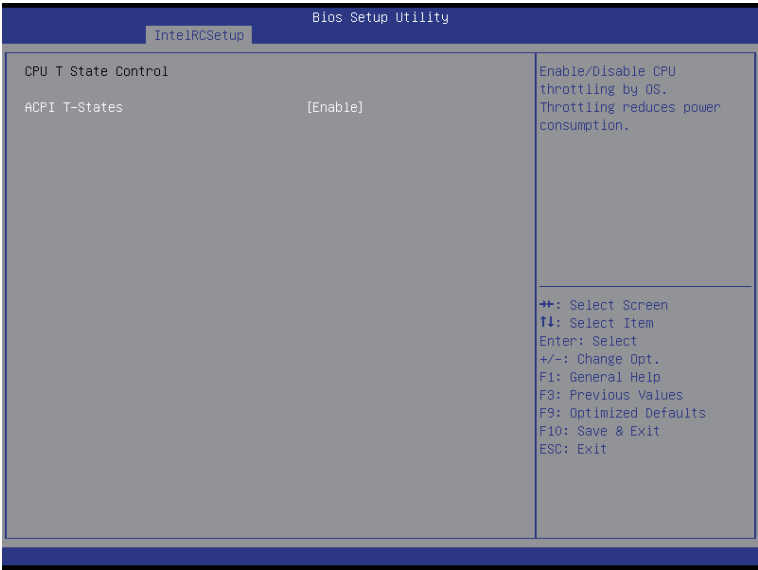 Bios Setup Utility
IntelRCSetup
CPU T State Control
ACPI T-States [Enable]
Enable/Disable CPU
throttling by OS.
Throttling reduces power
consumption.
→←: Select Screen
↑↓: Select Item
Enter: Select
+/-: Change Opt.
F1: General Help
F3: Previous Values
F9: Optimized Defaults
F10: Save & Exit
ESC: Exit